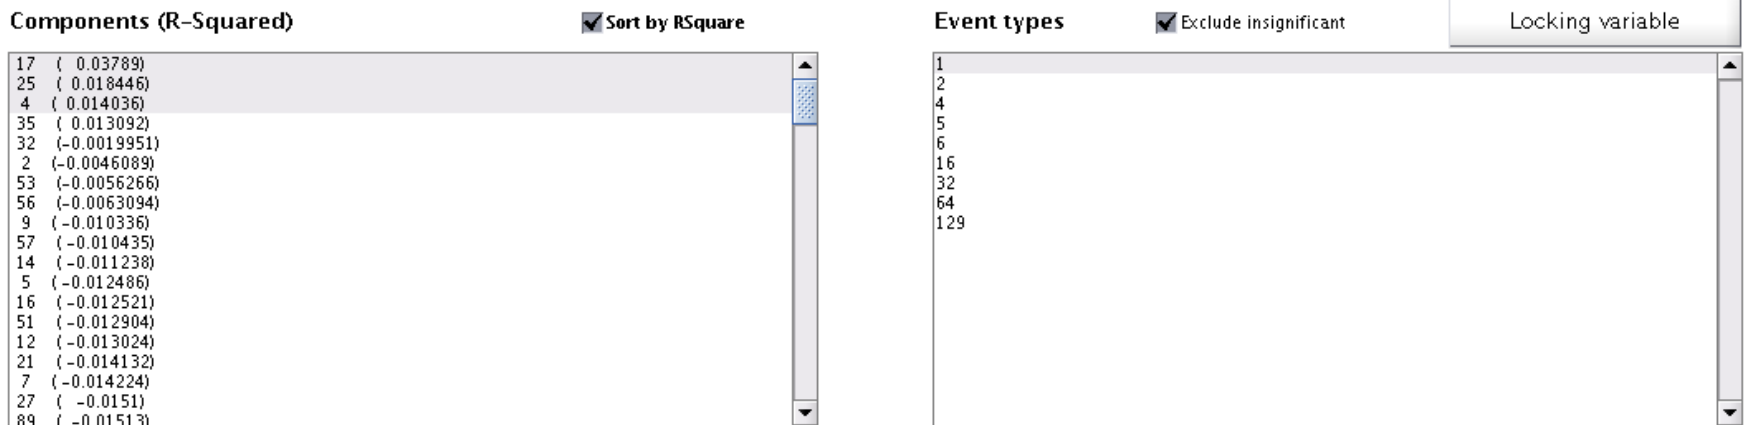 Components (R-Squared)
Sort by RSquare
Event types
Exclude insignificant
Locking variable
17 ( 0.03789)
25 ( 0.018446)
4 ( 0.014036)
35 ( 0.013092)
32 (-0.0019951)
2 (-0.0046089)
53 (-0.0056266)
56 (-0.0063094)
9 (-0.010336)
57 (-0.010435)
14 (-0.011238)
5 (-0.012486)
16 (-0.012521)
51 (-0.012904)
12 (-0.013024)
21 (-0.014132)
7 (-0.014224)
27 ( -0.0151)
89 ( -0.01513)
1
2
4
5
6
16
32
64
129